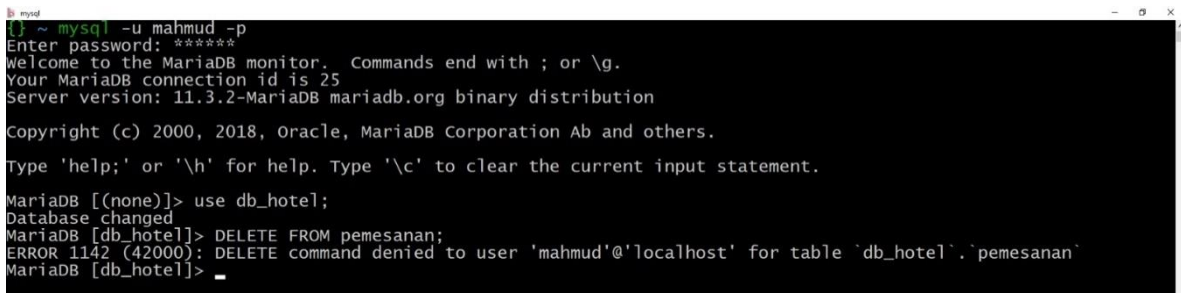 mysql
{} ~ mysql -u mahmud -p
Enter password: ******
Welcome to the MariaDB monitor.  Commands end with ; or \g.
Your MariaDB connection id is 25
Server version: 11.3.2-MariaDB mariadb.org binary distribution
Copyright (c) 2000, 2018, Oracle, MariaDB Corporation Ab and others.
Type 'help;' or '\h' for help. Type '\c' to clear the current input statement.
MariaDB [(none)]> use db_hotel;
Database changed
MariaDB [db_hotel]> DELETE FROM pemesanan;
ERROR 1142 (42000): DELETE command denied to user 'mahmud'@'localhost' for table `db_hotel`.`pemesanan`
MariaDB [db_hotel]>